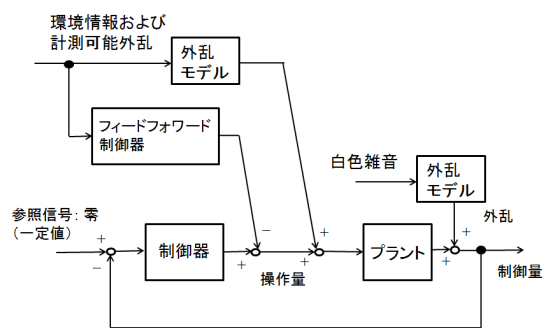 環境情報および
計測可能外乱
外乱
モデル
フィードフォワード
制御器
白色雑音
外乱
モデル
参照信号: 零
(一定値)
+
−
制御器
+
−
操作量
+
+
プラント
+
+
外乱
制御量